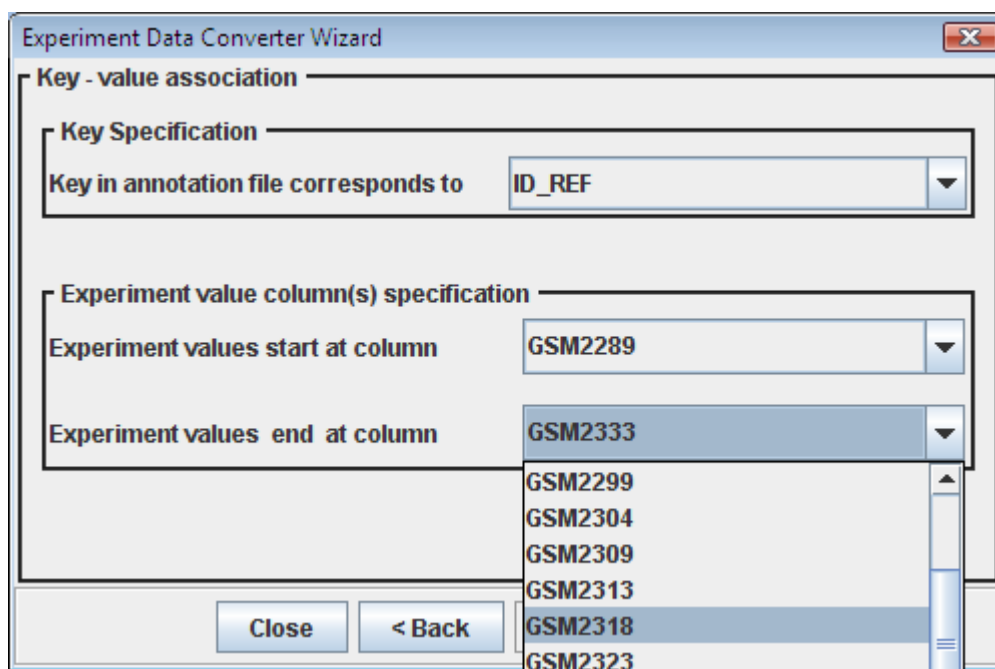 Experiment Data Converter Wizard
Key - value association
Key Specification
Key in annotation file corresponds to ID_REF
Experiment value column(s) specification
Experiment values start at column GSM2289
Experiment values end at column GSM2333
GSM2299
GSM2304
GSM2309
GSM2313
Close < Back GSM2318
GSM2323